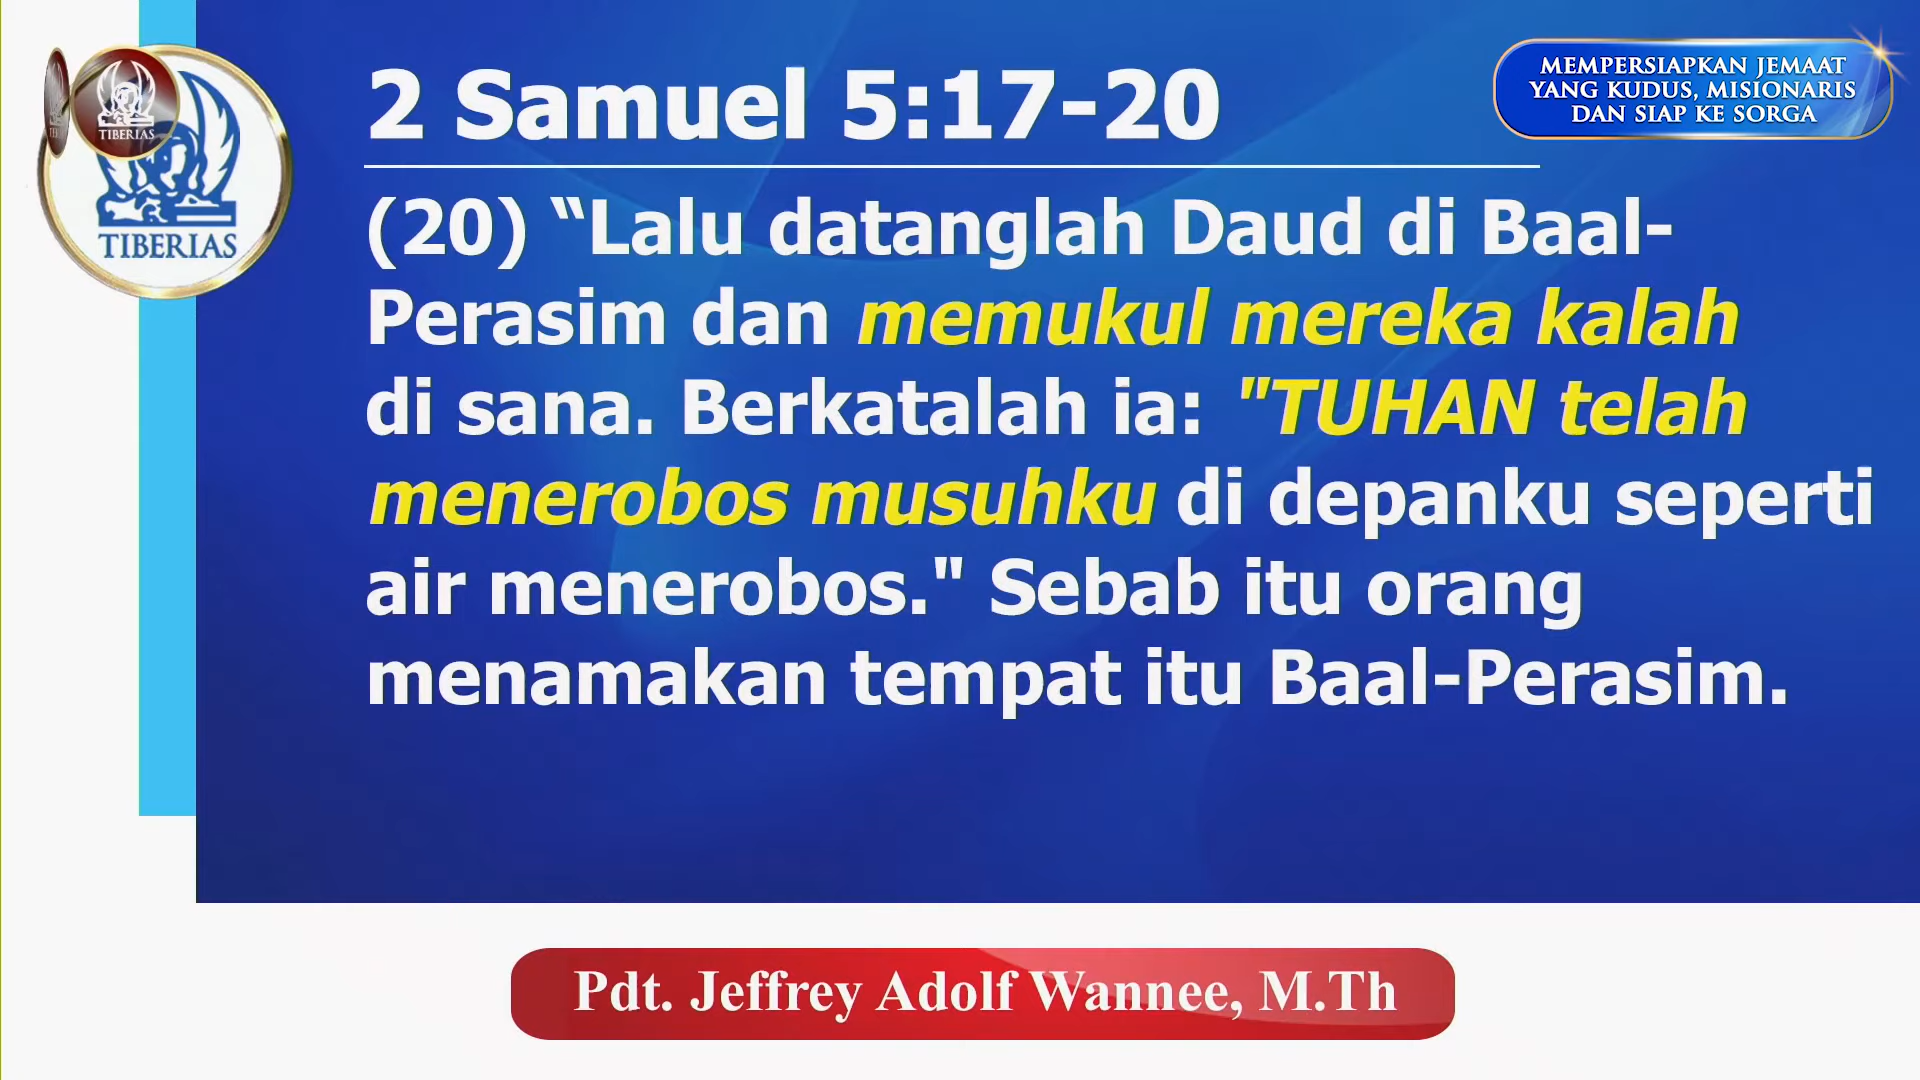 2 Samuel 5:17-20
MEMPERSIAPKAN JEMAAT
YANG KUDUS, MISIONARIS
DAN SIAP KE SORGA
TIBERIAS
TIBERIAS
(20) “Lalu datanglah Daud di Baal-
Perasim dan memukul mereka kalah
di sana. Berkatalah ia: "TUHAN telah
menerobos musuhku di depanku seperti
air menerobos." Sebab itu orang
menamakan tempat itu Baal-Perasim.
Pdt. Jeffrey Adolf Wannee, M.Th